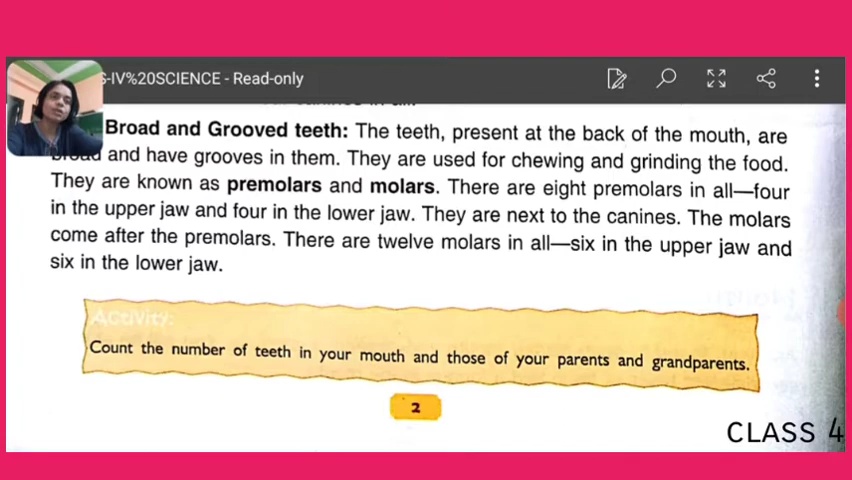 S-IV%20SCIENCE - Read-only
Broad and Grooved teeth: The teeth, present at the back of the mouth, are
broad and have grooves in them. They are used for chewing and grinding the food.
They are known as premolars and molars. There are eight premolars in all—four
in the upper jaw and four in the lower jaw. They are next to the canines. The molars
come after the premolars. There are twelve molars in all—six in the upper jaw and
six in the lower jaw.
Activity:
Count the number of teeth in your mouth and those of your parents and grandparents.
2
CLASS 4